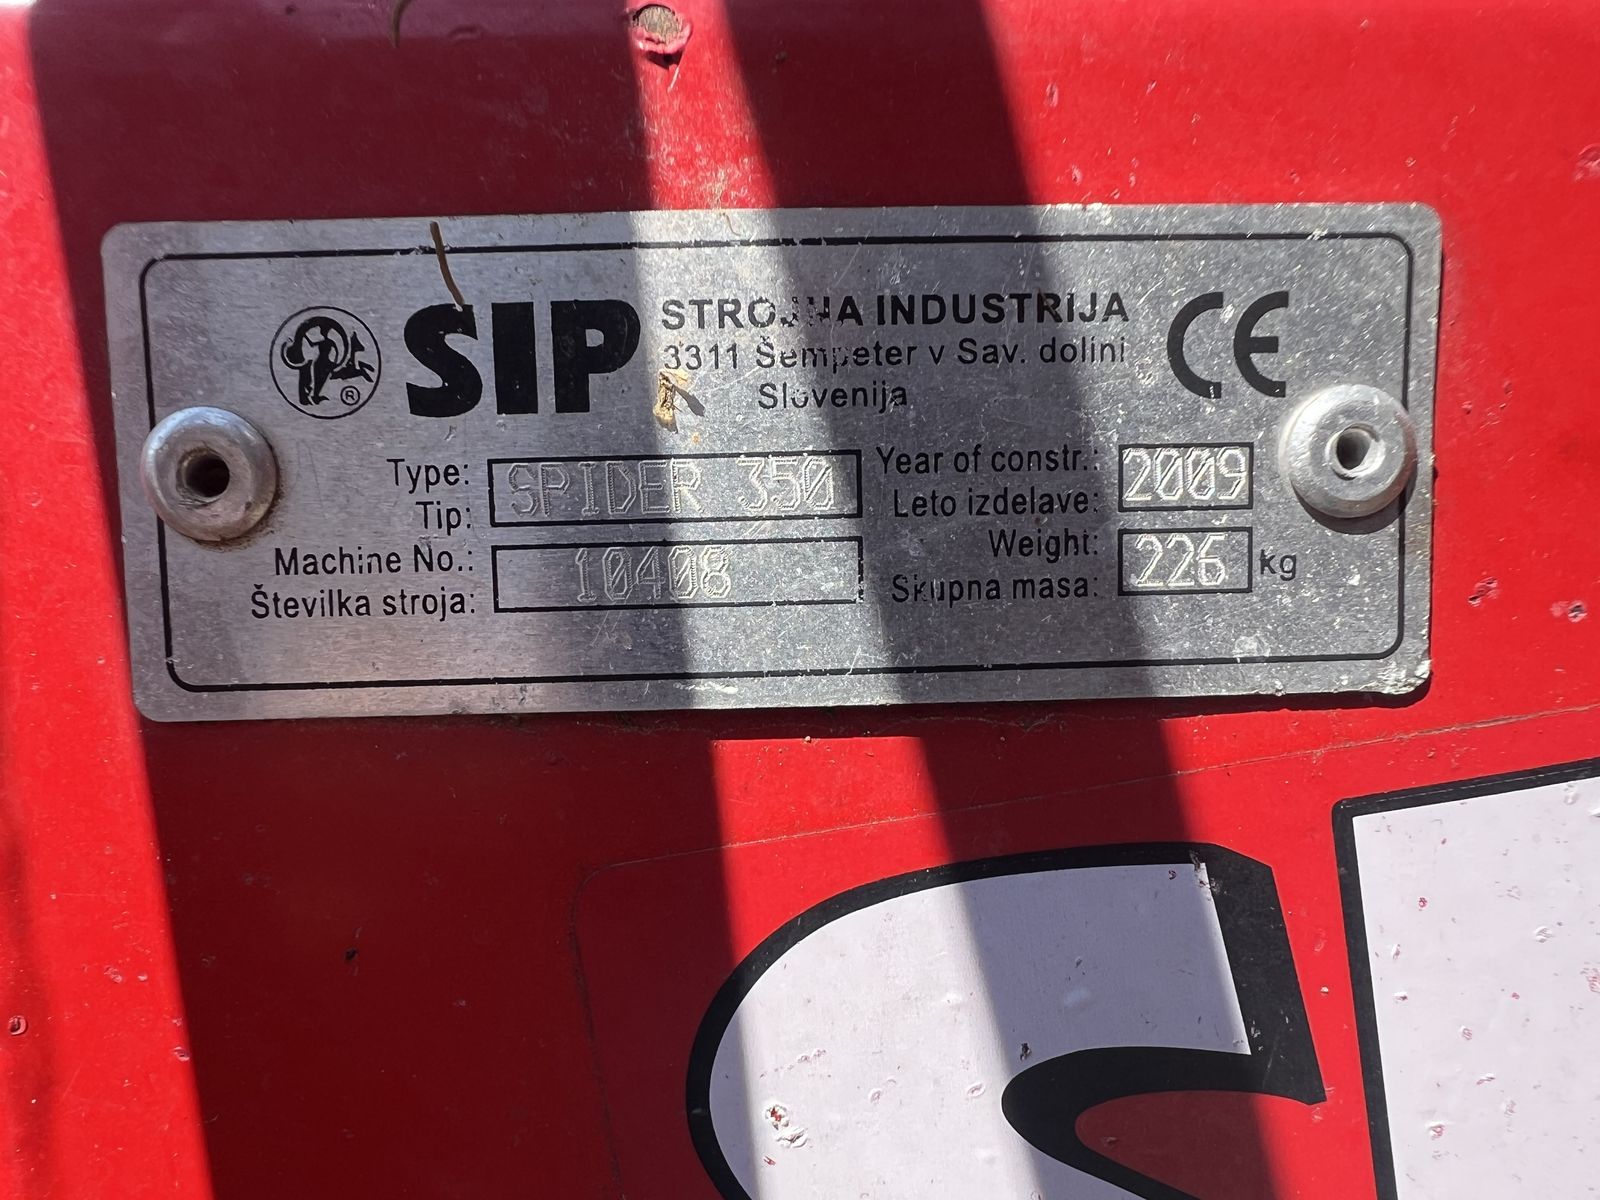 SIP STROJNA INDUSTRIJA CE
3311 Šempeter v Sav. dolini
Slovenija
®
Type: SPIDER 350 Year of constr.: 2009
Tip: Leto izdelave:
Machine No.: 10408 Weight: 226 kg
Številka stroja: Skupna masa: